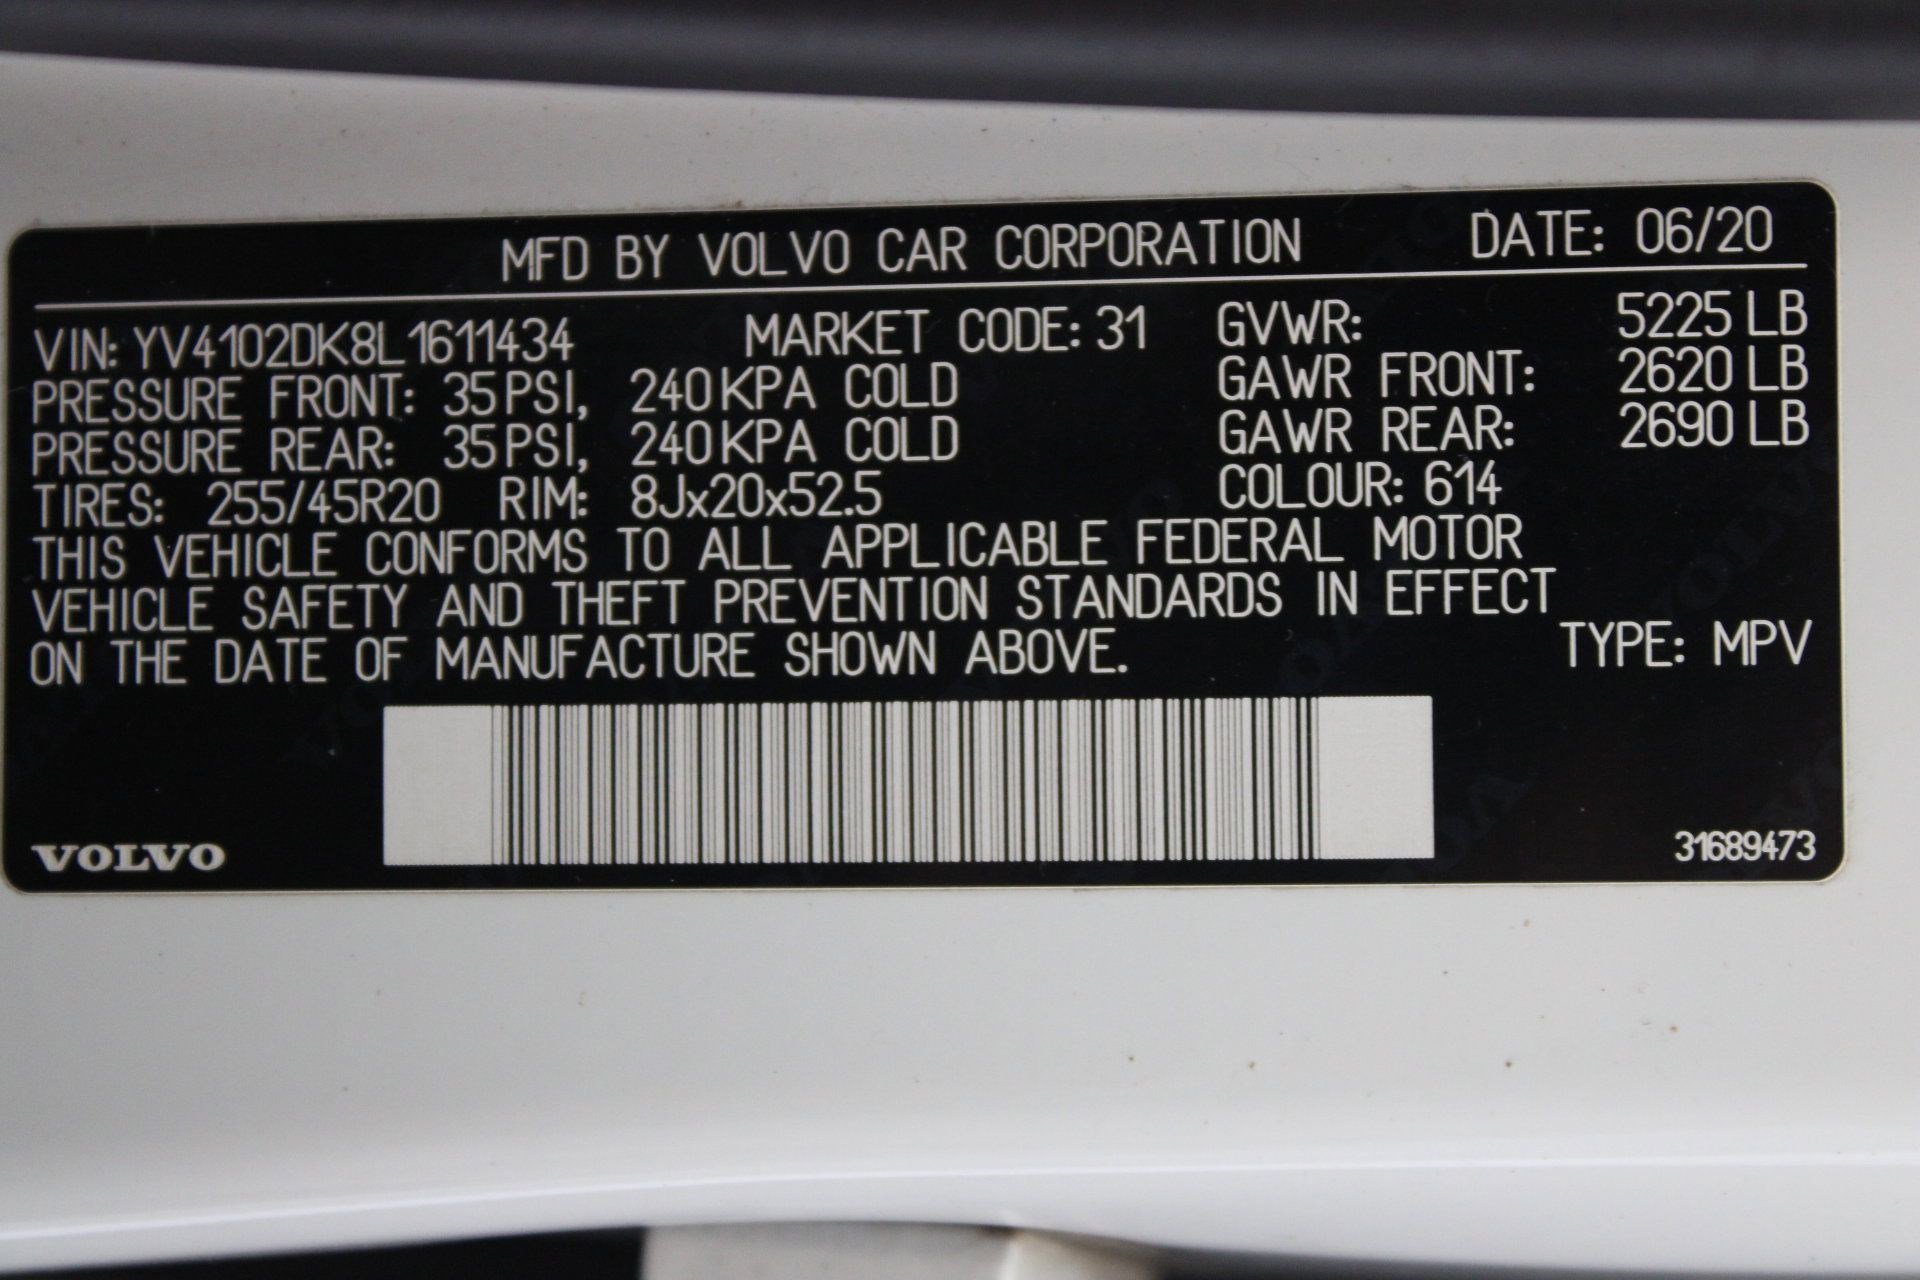 MFD BY VOLVO CAR CORPORATION DATE: 06/20
VIN: YV4102DK8L1611434 MARKET CODE: 31 GVWR: 5225 LB
PRESSURE FRONT: 35 PSI, 240 KPA COLD GAWR FRONT: 2620 LB
PRESSURE REAR: 35 PSI, 240 KPA COLD GAWR REAR: 2690 LB
TIRES: 255/45R20 RIM: 8Jx20x52.5 COLOUR: 614
THIS VEHICLE CONFORMS TO ALL APPLICABLE FEDERAL MOTOR
VEHICLE SAFETY AND THEFT PREVENTION STANDARDS IN EFFECT
ON THE DATE OF MANUFACTURE SHOWN ABOVE. TYPE: MPV
VOLVO 31689473